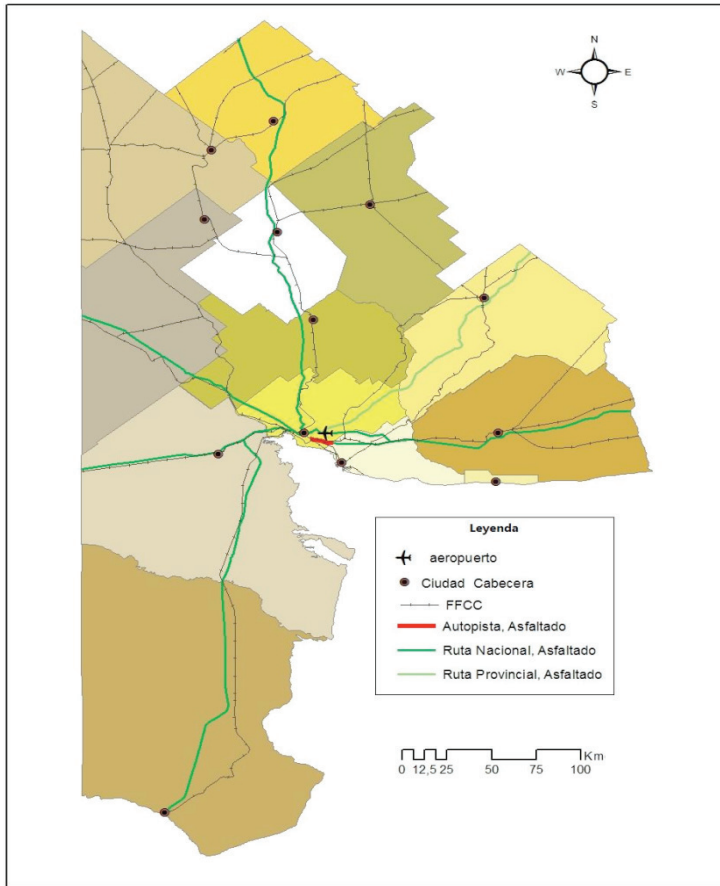 N
W E
S
Leyenda
aeropuerto
Ciudad Cabecera
FFCC
Autopista, Asfaltado
Ruta Nacional, Asfaltado
Ruta Provincial, Asfaltado
Km
0 12,5 25 50 75 100